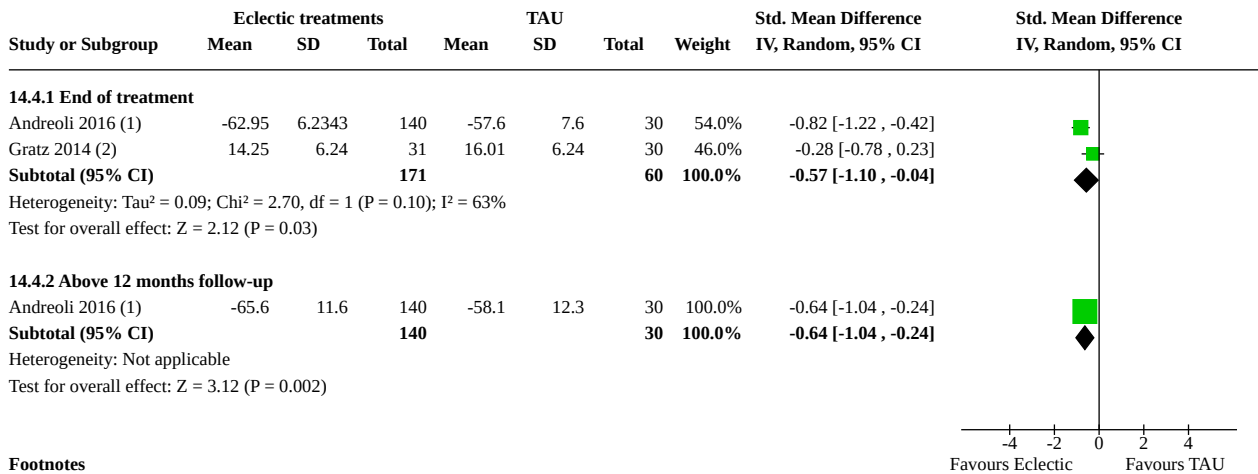 Eclectic treatments TAU Std. Mean Difference Std. Mean Difference
Study or Subgroup Mean SD Total Mean SD Total Weight IV, Random, 95% CI IV, Random, 95% CI
14.4.1 End of treatment
Andreoli 2016 (1) -62.95 6.2343 140 -57.6 7.6 30 54.0% -0.82 [-1.22 , -0.42]
Gratz 2014 (2) 14.25 6.24 31 16.01 6.24 30 46.0% -0.28 [-0.78 , 0.23]
Subtotal (95% CI) 171 60 100.0% -0.57 [-1.10 , -0.04]
Heterogeneity: Tau² = 0.09; Chi² = 2.70, df = 1 (P = 0.10); I² = 63%
Test for overall effect: Z = 2.12 (P = 0.03)
14.4.2 Above 12 months follow-up
Andreoli 2016 (1) -65.6 11.6 140 -58.1 12.3 30 100.0% -0.64 [-1.04 , -0.24]
Subtotal (95% CI) 140 30 100.0% -0.64 [-1.04 , -0.24]
Heterogeneity: Not applicable
Test for overall effect: Z = 3.12 (P = 0.002)
-4 -2 0 2 4
Footnotes Favours Eclectic Favours TAU